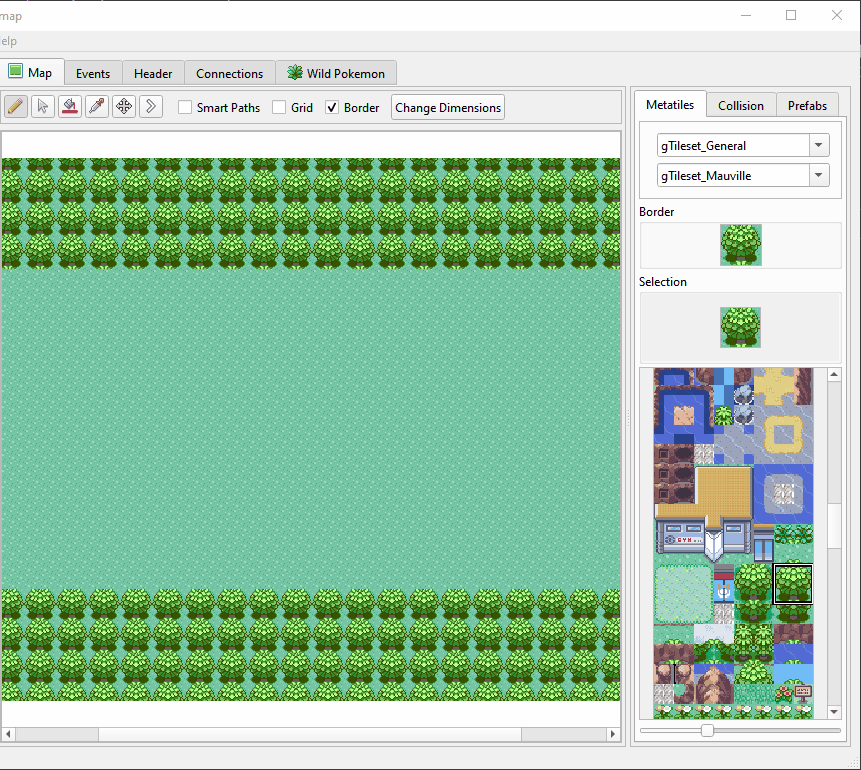 map
elp
Map
Events
Header
Connections
Wild Pokemon
Smart Paths
Grid
Border
Change Dimensions
Metatiles
Collision
Prefabs
gTileset_General
gTileset_Mauville
Border
Selection
GYM